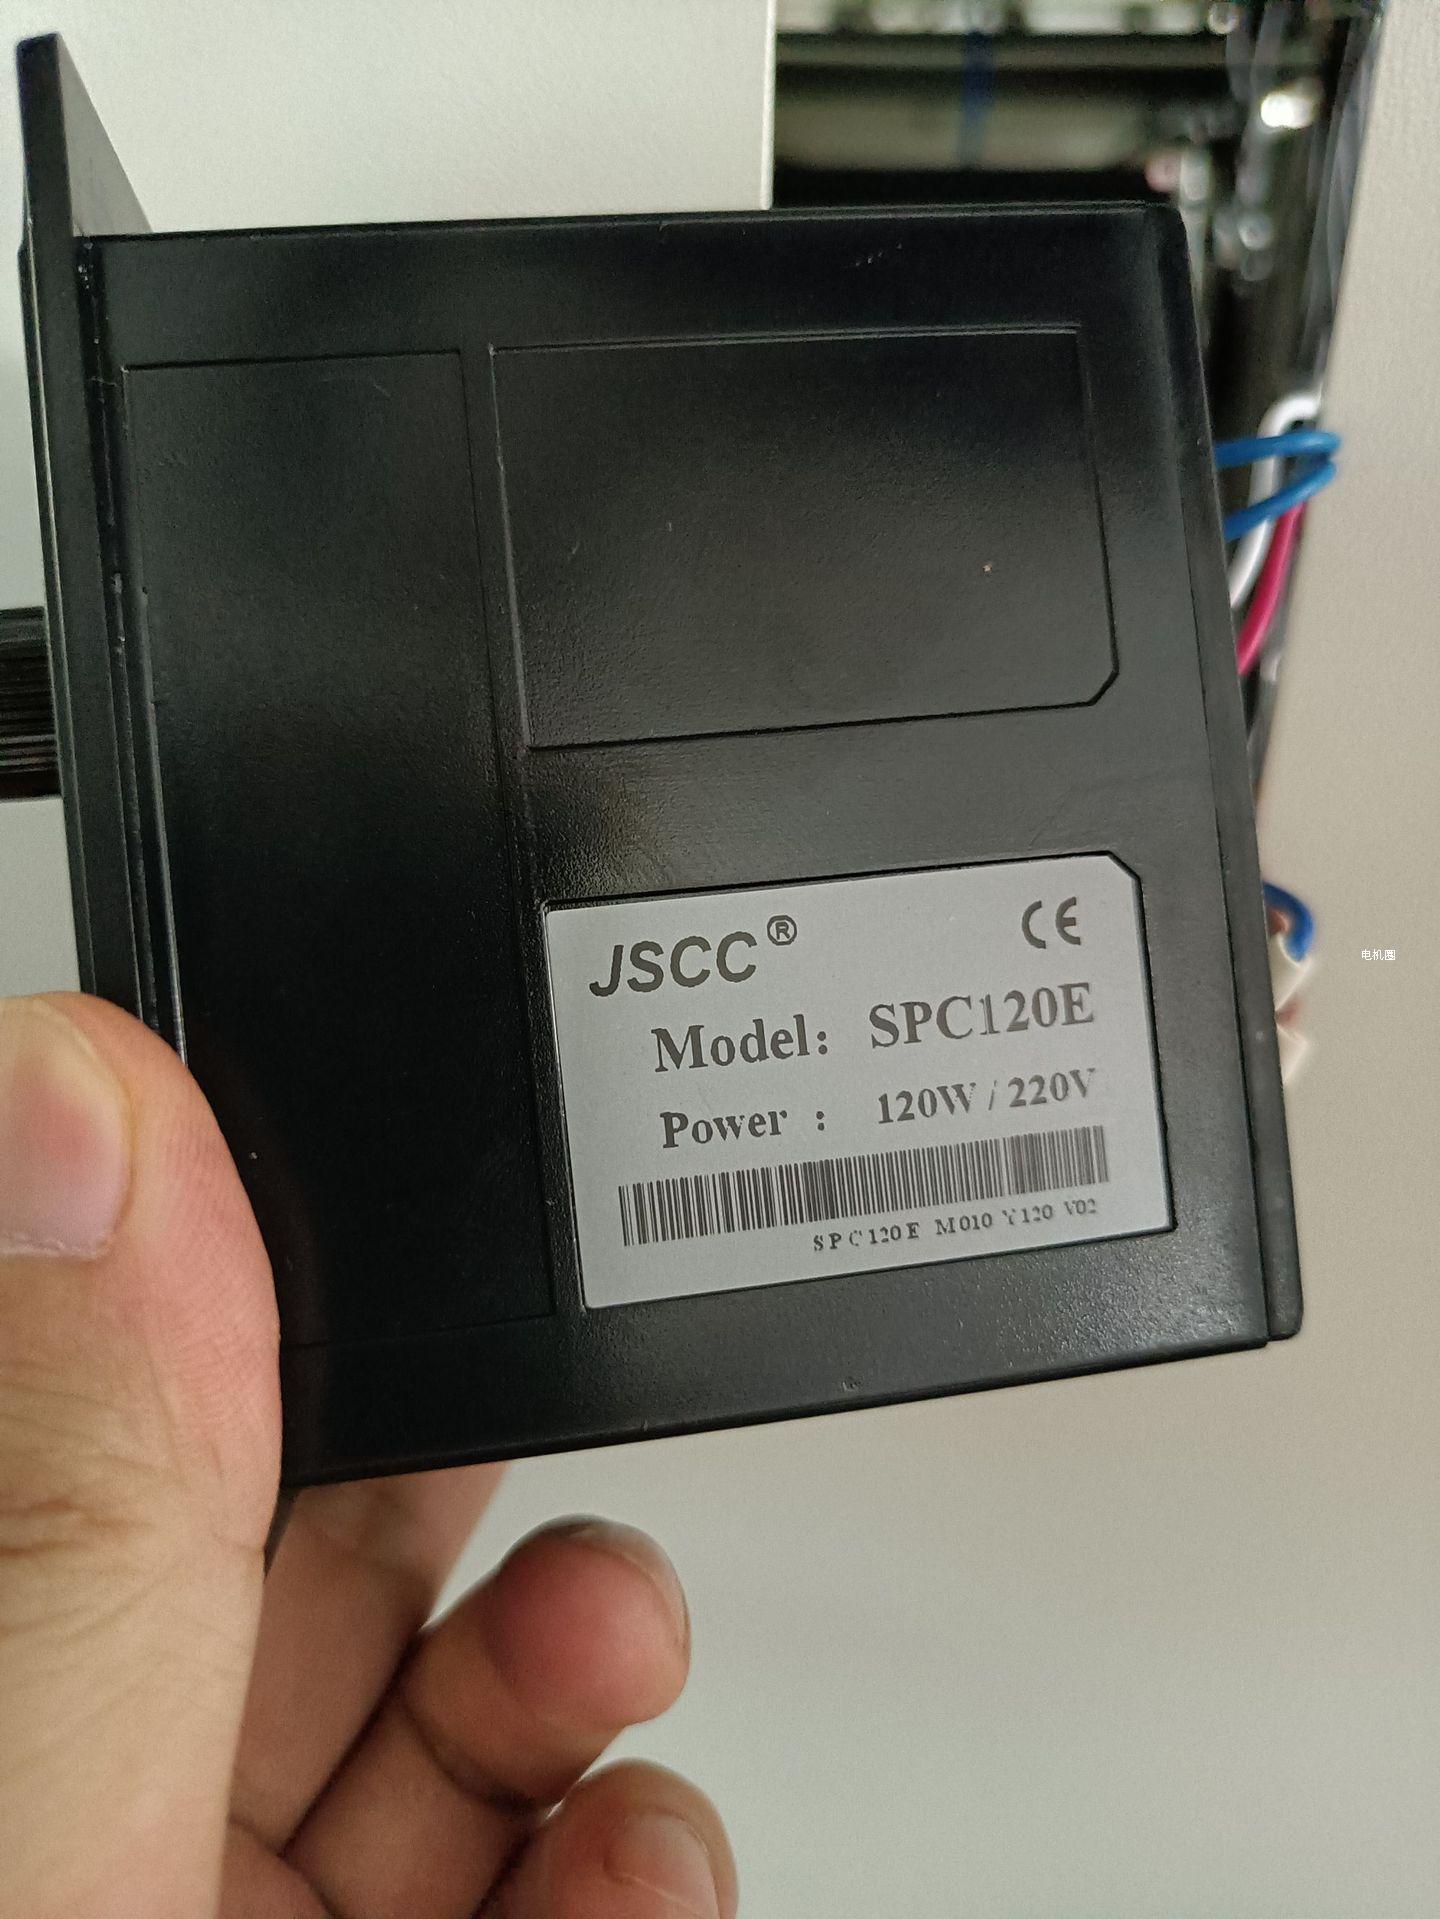 JSCC®
CE
Model: SPC120E
Power : 120W / 220V
SPC120E M010 Y120 V02
电机圈